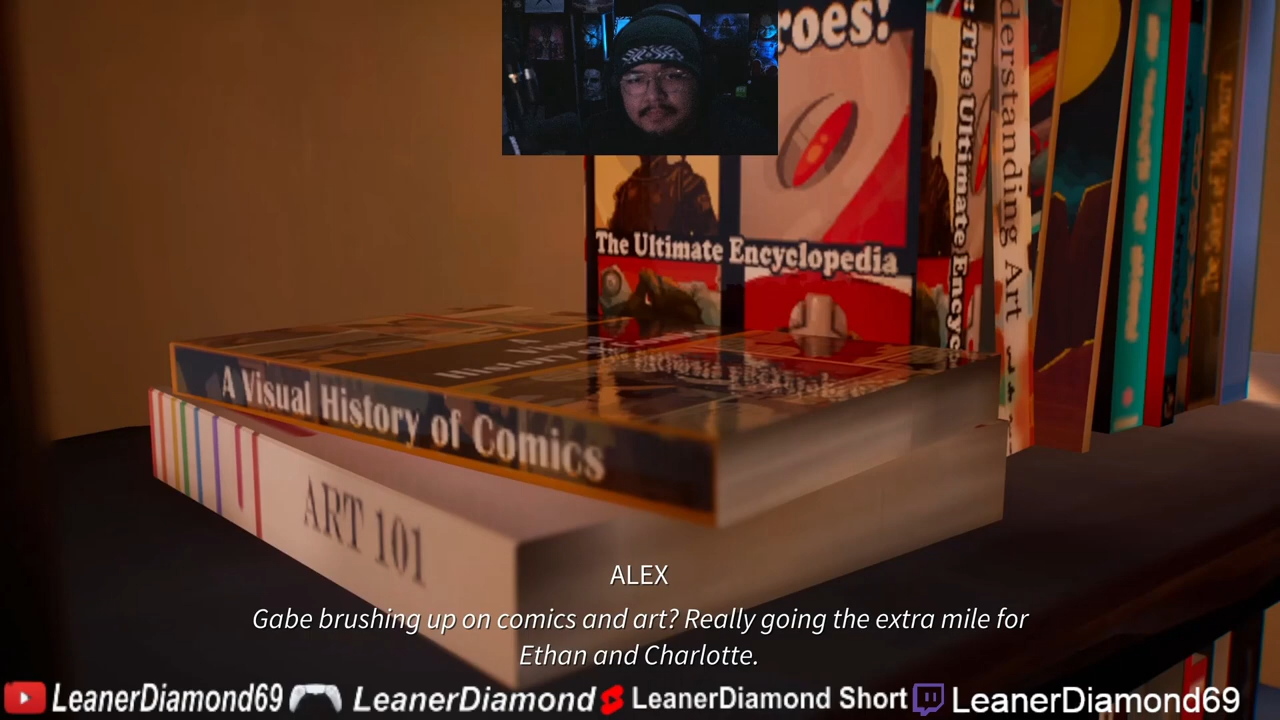 roes!
The Ultimate Encyclopedia
: The Ultimate Encyc
derstanding Art
A Visual History of Comics
ART 101
ALEX
Gabe brushing up on comics and art? Really going the extra mile for
Ethan and Charlotte.
LeanerDiamond69 LeanerDiamond LeanerDiamond Short LeanerDiamond69